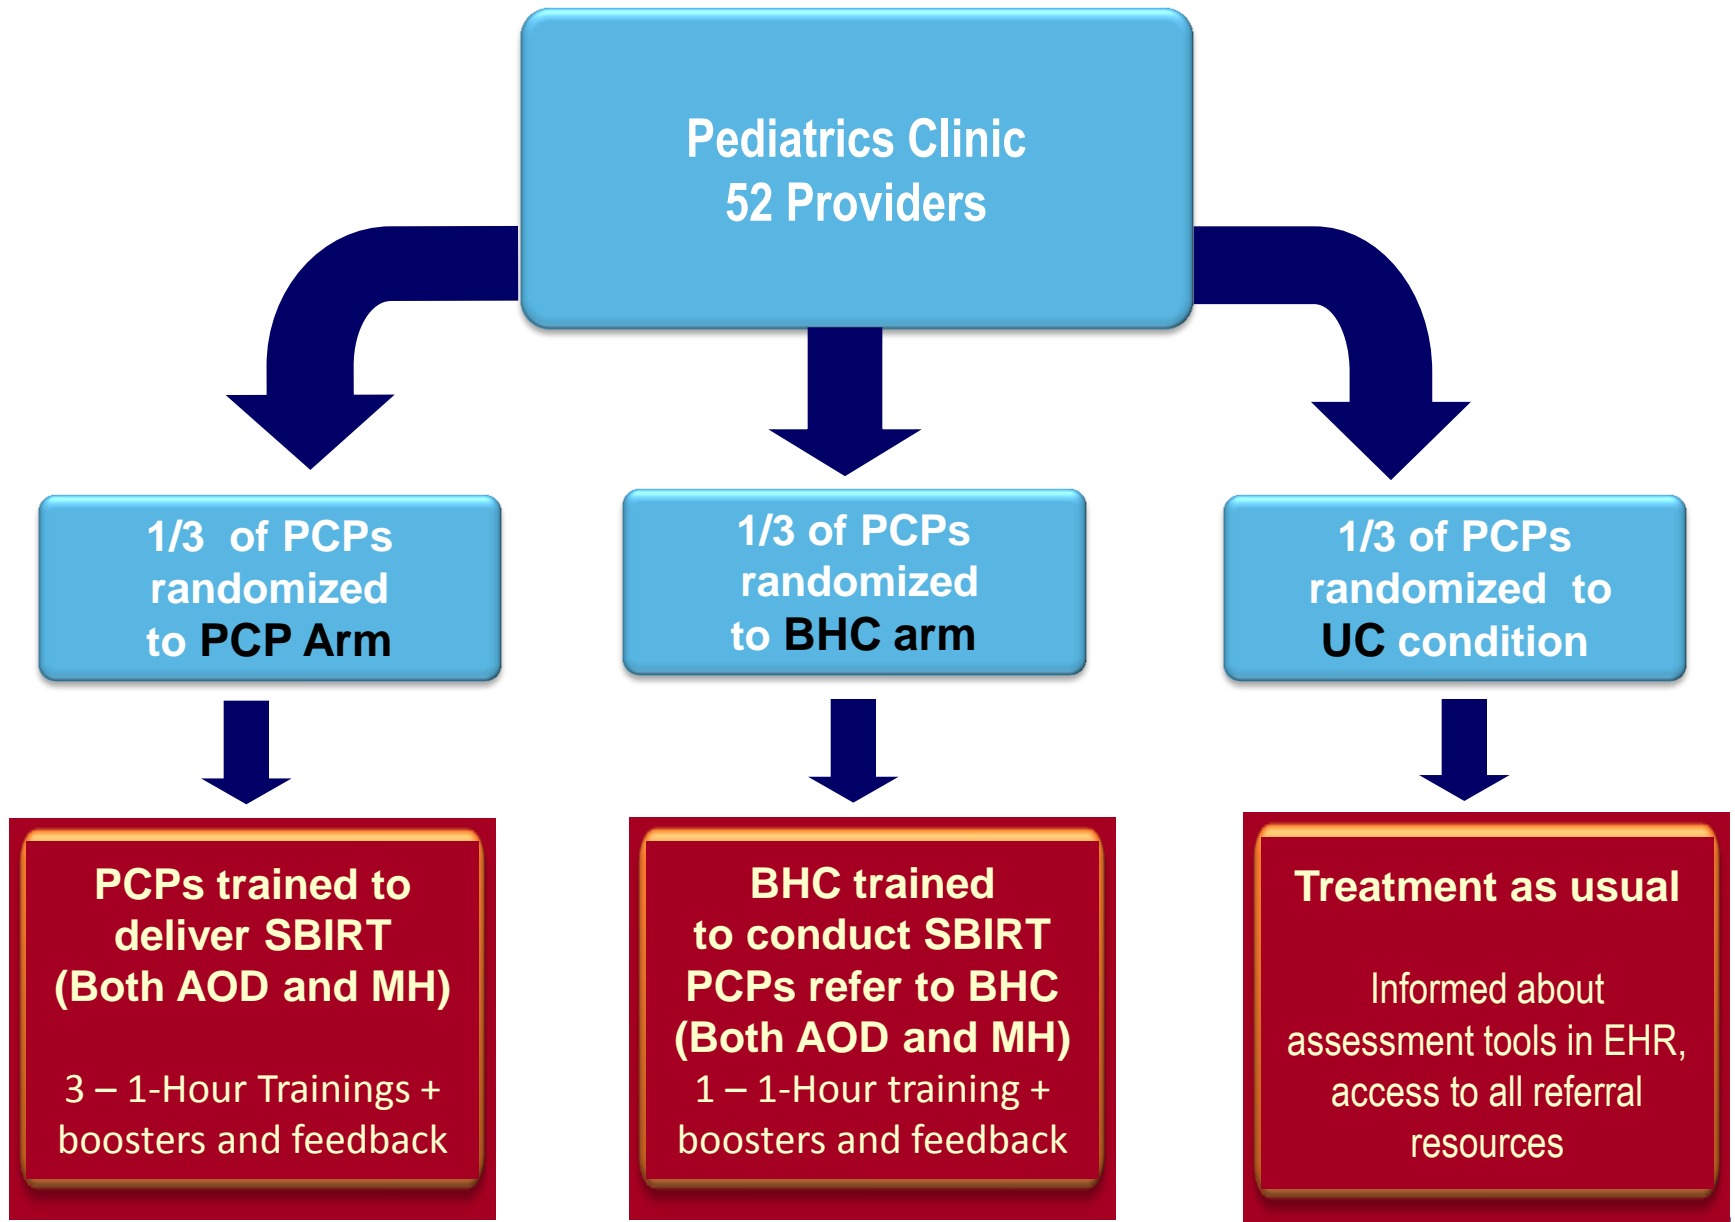 Pediatrics Clinic
52 Providers
1/3 of PCPs
randomized
to PCP Arm
1/3 of PCPs
randomized
to BHC arm
1/3 of PCPs
randomized to
UC condition
PCPs trained to
deliver SBIRT
(Both AOD and MH)
3 – 1-Hour Trainings +
boosters and feedback
BHC trained
to conduct SBIRT
PCPs refer to BHC
(Both AOD and MH)
1 – 1-Hour training +
boosters and feedback
Treatment as usual
Informed about
assessment tools in EHR,
access to all referral
resources